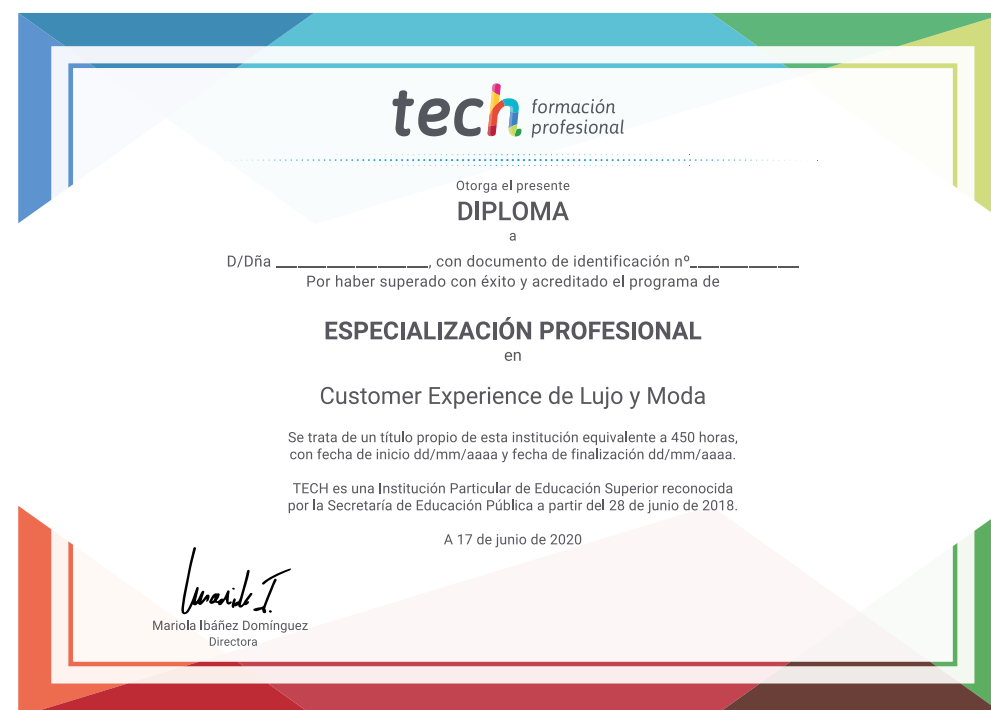 tech formación
profesional
Otorga el presente
DIPLOMA
a
D/Dña ________________, con documento de identificación nº____________
Por haber superado con éxito y acreditado el programa de
ESPECIALIZACIÓN PROFESIONAL
en
Customer Experience de Lujo y Moda
Se trata de un título propio de esta institución equivalente a 450 horas,
con fecha de inicio dd/mm/aaaa y fecha de finalización dd/mm/aaaa.
TECH es una Institución Particular de Educación Superior reconocida
por la Secretaría de Educación Pública a partir del 28 de junio de 2018.
A 17 de junio de 2020
Mariola Ibáñez Domínguez
Directora